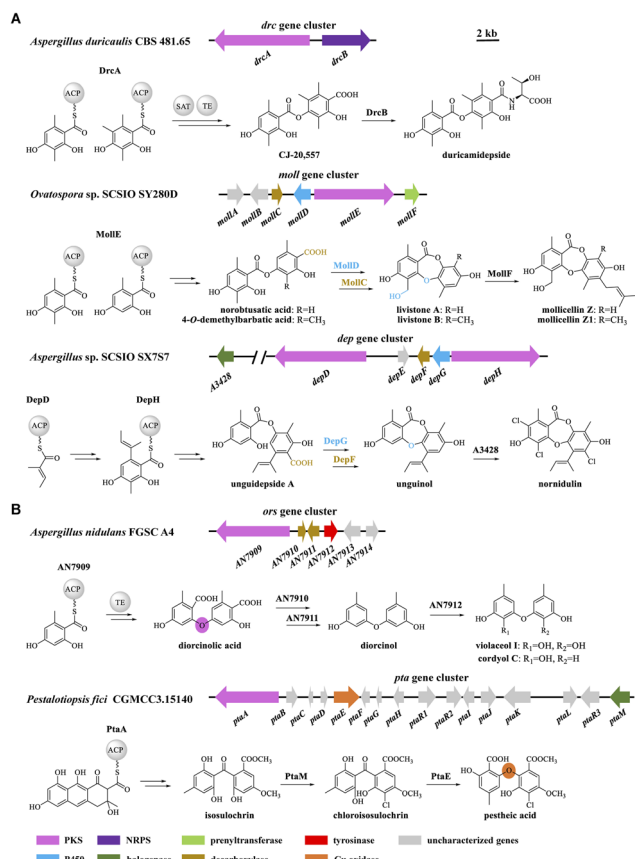 A
drc gene cluster
Aspergillus duricaulis CBS 481.65
2 kb
drcA drcB
DrcA
ACP ACP
S S
SAT TE
DrcB
CJ-20,557 duricamidepside
moll gene cluster
Ovatospora sp. SCSIO SY280D
mollA mollB mollC mollD mollE mollF
MollE
ACP ACP
S S
MollD
MollC
MollF
norobtusatic acid: R=H
4-O-demethylbarbatic acid: R=CH3
livistone A: R=H
livistone B: R=CH3
mollicellin Z: R=H
mollicellin Z1: R=CH3
dep gene cluster
Aspergillus sp. SCSIO SX7S7
A3428 depD depE depF depG depH
DepD DepH
ACP ACP
S S
DepG
DepF
A3428
unguidepside A unguinol nornidulin
B
ors gene cluster
Aspergillus nidulans FGSC A4
AN7909 AN7910 AN7911 AN7912 AN7913 AN7914
AN7909
ACP
S
TE
AN7910
AN7911
AN7912
diorcinolic acid diorcinol
violaceol I: R1=OH, R2=OH
cordyol C: R1=OH, R2=H
pta gene cluster
Pestalotiopsis fici CGMCC3.15140
ptaA ptaB ptaC ptaD ptaE ptaF ptaG ptaH ptaR1 ptaR2 ptaI ptaJ ptaK ptaL ptaR3 ptaM
PtaA
ACP
S
PtaM PtaE
isosulochrin chloroisosulochrin pestheic acid
PKS NRPS prenyltransferase tyrosinase uncharacterized genes